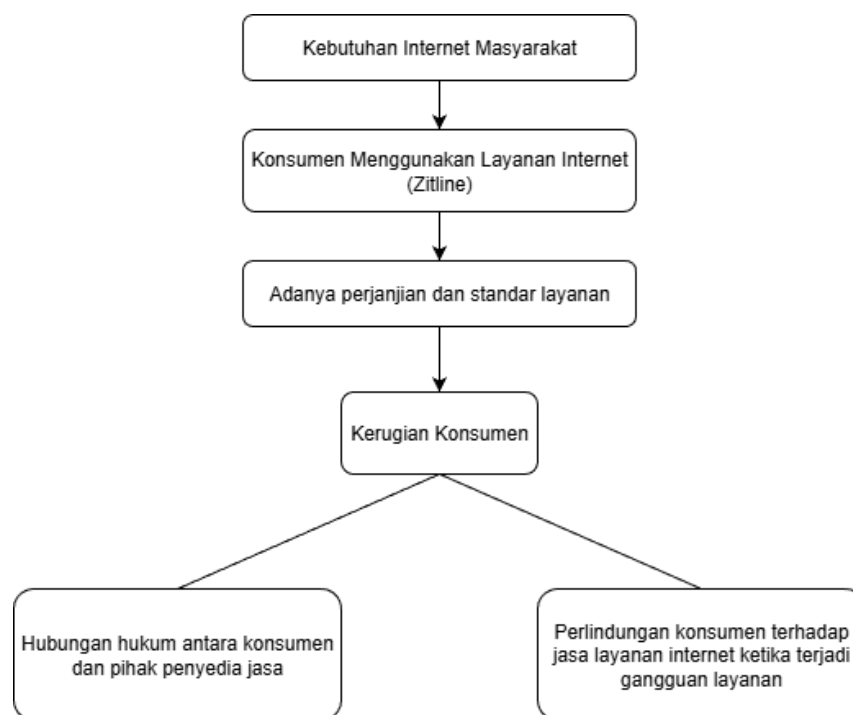 Kebutuhan Internet Masyarakat
Konsumen Menggunakan Layanan Internet
(Zitline)
Adanya perjanjian dan standar layanan
Kerugian Konsumen
Hubungan hukum antara konsumen
dan pihak penyedia jasa
Perlindungan konsumen terhadap
jasa layanan internet ketika terjadi
gangguan layanan